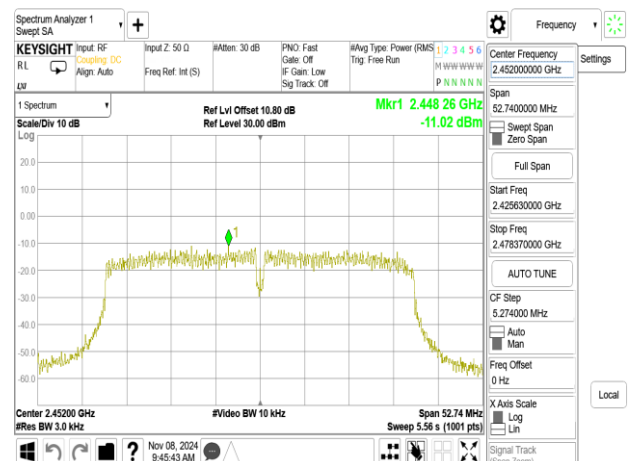 Spectrum Analyzer 1
Swept SA
Frequency
KEYSIGHT
RL
Input: RF
Coupling: DC
Align: Auto
Input Z: 50 Ω
Freq Ref: Int (S)
#Atten: 30 dB
PNO: Fast
Gate: Off
IF Gain: Low
Sig Track: Off
#Avg Type: Power (RMS
Trig: Free Run
1 2 3 4 5 6
M W W W W W
P N N N N N
1 Spectrum
Scale/Div 10 dB
Log
Ref Lvl Offset 10.80 dB
Ref Level 30.00 dBm
Mkr1 2.448 26 GHz
-11.02 dBm
20.0
10.0
0.00
-10.0
-20.0
-30.0
-40.0
-50.0
-60.0
1
Center 2.45200 GHz
#Res BW 3.0 kHz
#Video BW 10 kHz
Span 52.74 MHz
Sweep 5.56 s (1001 pts)
Nov 08, 2024
9:45:43 AM
Center Frequency
2.452000000 GHz
Settings
Span
52.7400000 MHz
Swept Span
Zero Span
Full Span
Start Freq
2.425630000 GHz
Stop Freq
2.478370000 GHz
AUTO TUNE
CF Step
5.274000 MHz
Auto
Man
Freq Offset
0 Hz
X Axis Scale
Log
Lin
Local
Signal Track
(Span Zoom)